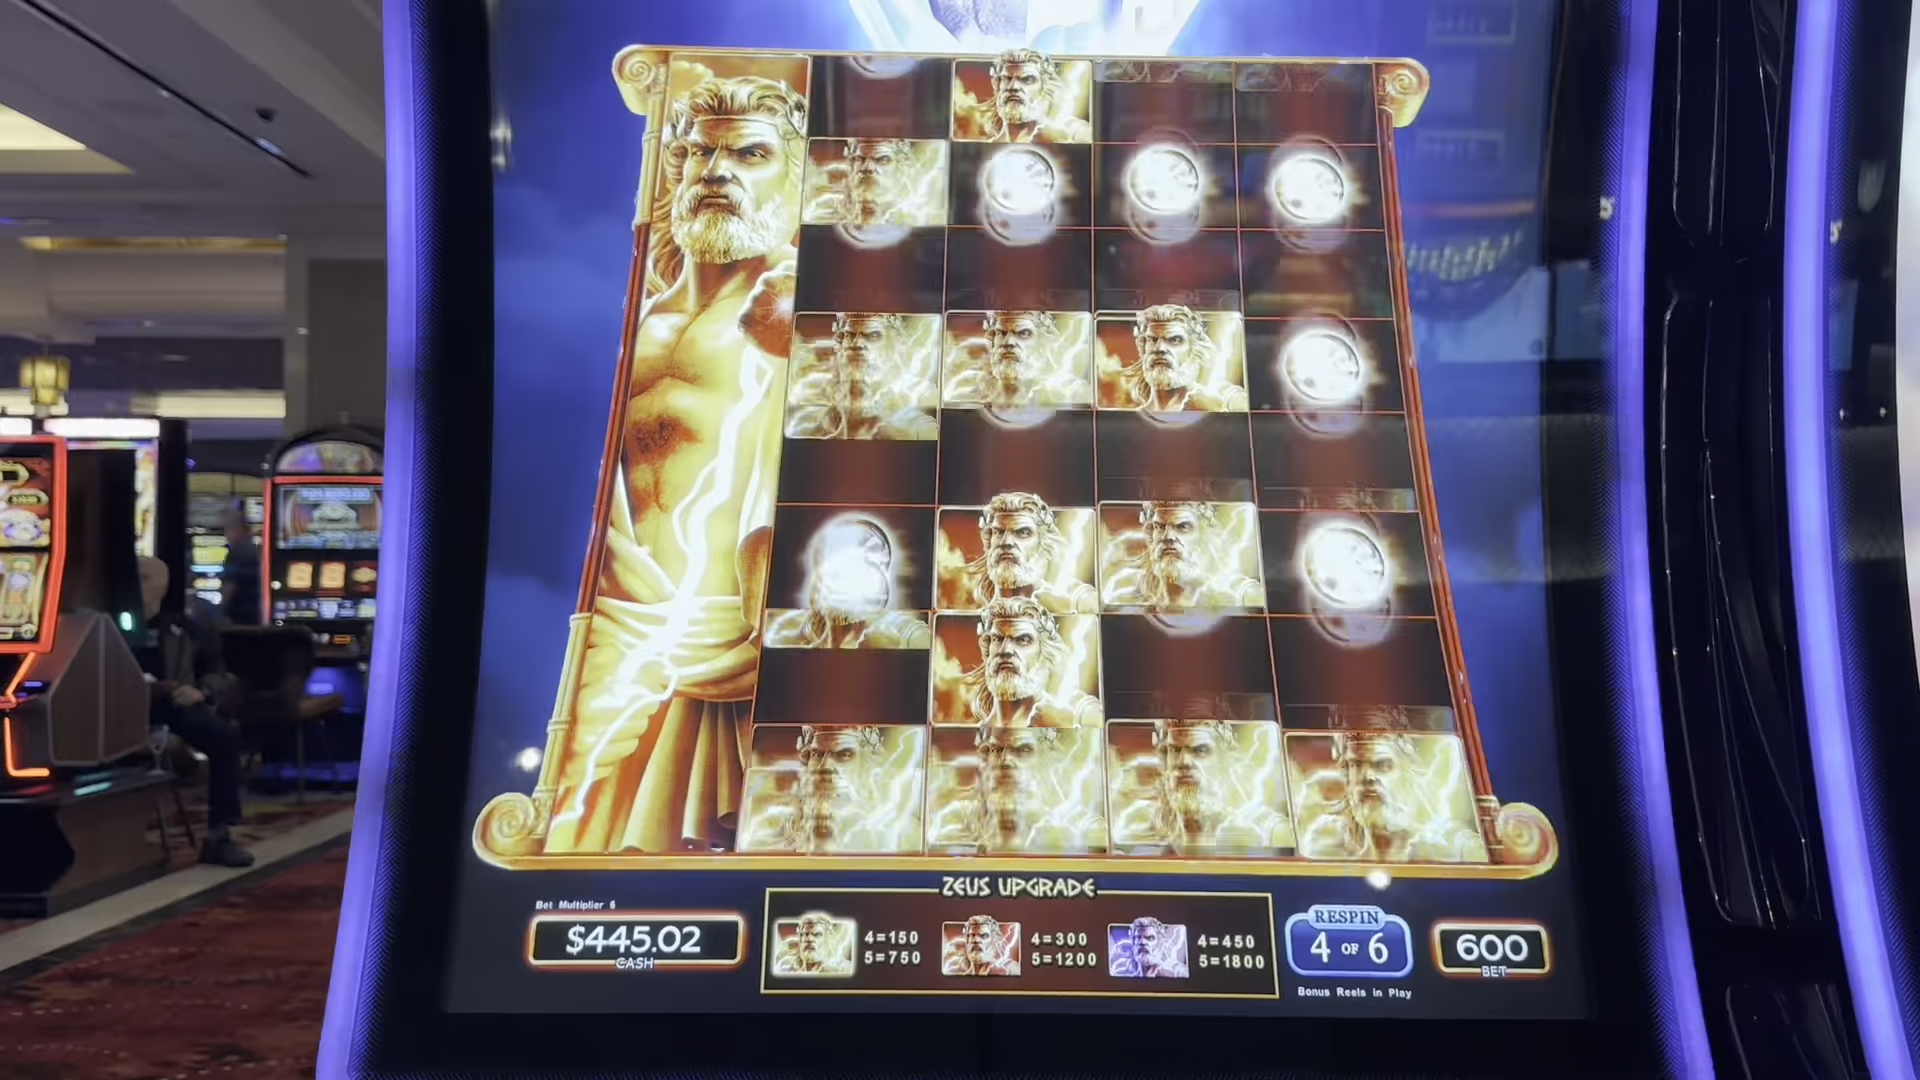 ZEUS UPGRADE
Bet Multiplier 6
$445.02
CASH
4=150
5=750
4=300
5=1200
4=450
5=1800
RESPIN
4 OF 6
Bonus Reels in Play
600
BET